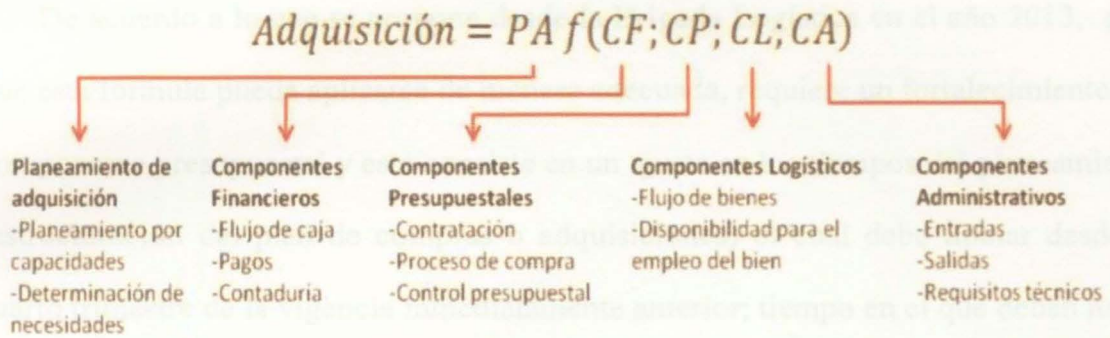 Adquisición = PA f(CF; CP; CL; CA)
Planeamiento de
adquisición
-Planeamiento por
capacidades
-Determinación de
necesidades
Componentes
Financieros
-Flujo de caja
-Pagos
-Contaduria
Componentes
Presupuestales
-Contratación
-Proceso de compra
-Control presupuestal
Componentes Logísticos
-Flujo de bienes
-Disponibilidad para el
empleo del bien
Componentes
Administrativos
-Entradas
-Salidas
-Requisitos técnicos